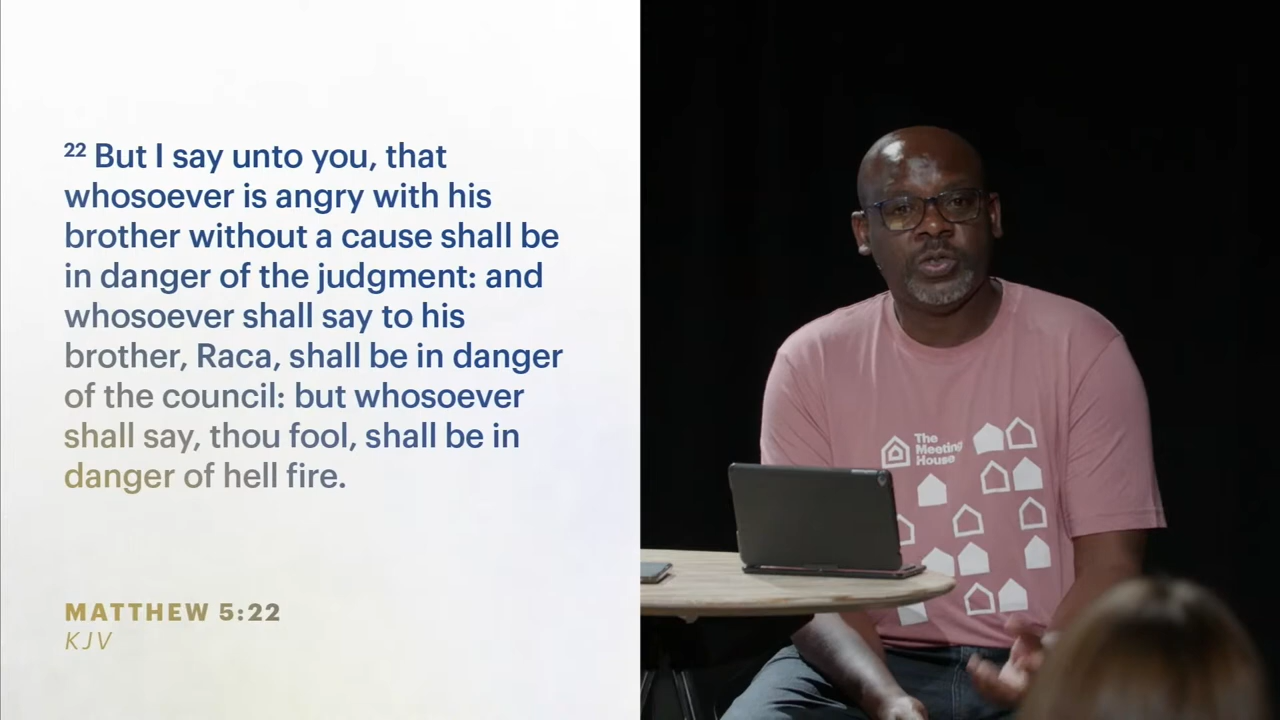 22 But I say unto you, that
whosoever is angry with his
brother without a cause shall be
in danger of the judgment: and
whosoever shall say to his
brother, Raca, shall be in danger
of the council: but whosoever
shall say, thou fool, shall be in
danger of hell fire.
MATTHEW 5:22
KJV
The
Meeting
House